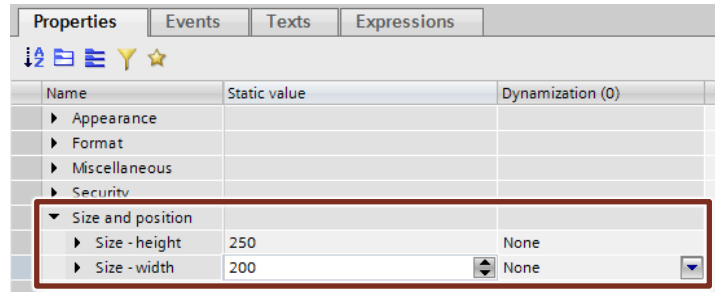 Properties Events Texts Expressions
Name Static value Dynamization (0)
Appearance
Format
Miscellaneous
Security
Size and position
Size - height 250 None
Size - width 200 None